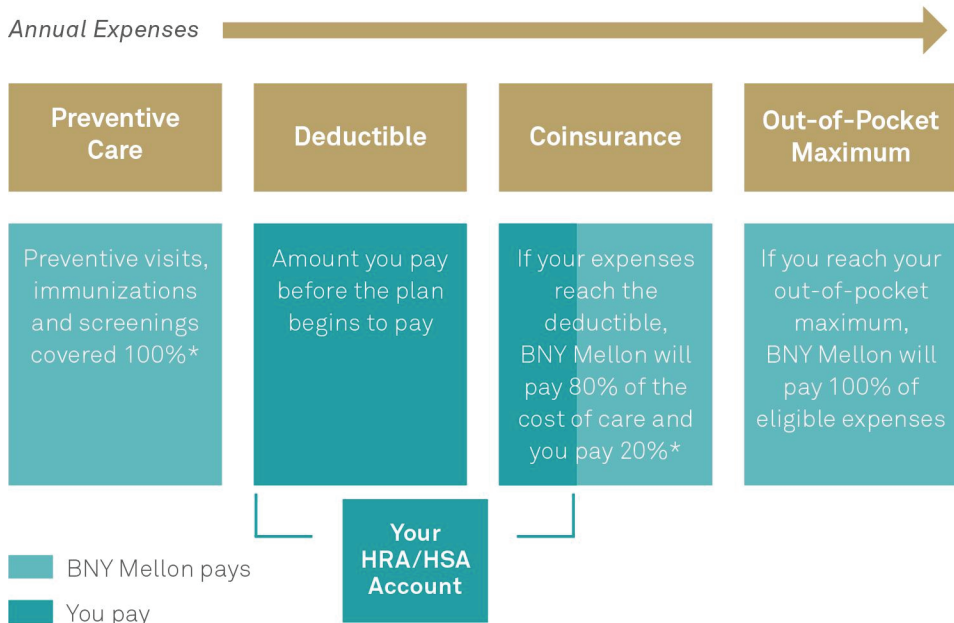 Annual Expenses
Preventive
Care
Deductible
Coinsurance
Out-of-Pocket
Maximum
Preventive visits,
immunizations
and screenings
covered 100%*
Amount you pay
before the plan
begins to pay
If your expenses
reach the
deductible,
BNY Mellon will
pay 80% of the
cost of care and
you pay 20%*
If you reach your
out-of-pocket
maximum,
BNY Mellon will
pay 100% of
eligible expenses
Your
HRA/HSA
Account
BNY Mellon pays
You pay